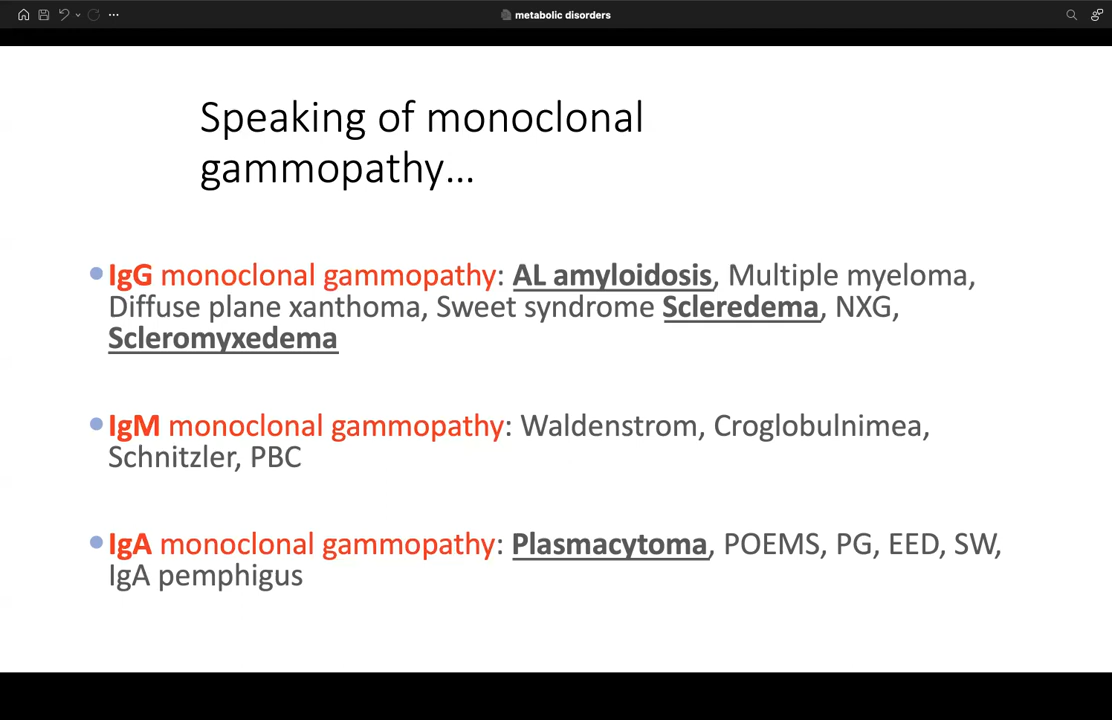 metabolic disorders
Speaking of monoclonal
gammopathy...
IgG monoclonal gammopathy: AL amyloidosis, Multiple myeloma,
Diffuse plane xanthoma, Sweet syndrome Scleredema, NXG,
Scleromyxedema
IgM monoclonal gammopathy: Waldenstrom, Croglobulnimea,
Schnitzler, PBC
IgA monoclonal gammopathy: Plasmacytoma, POEMS, PG, EED, SW,
IgA pemphigus